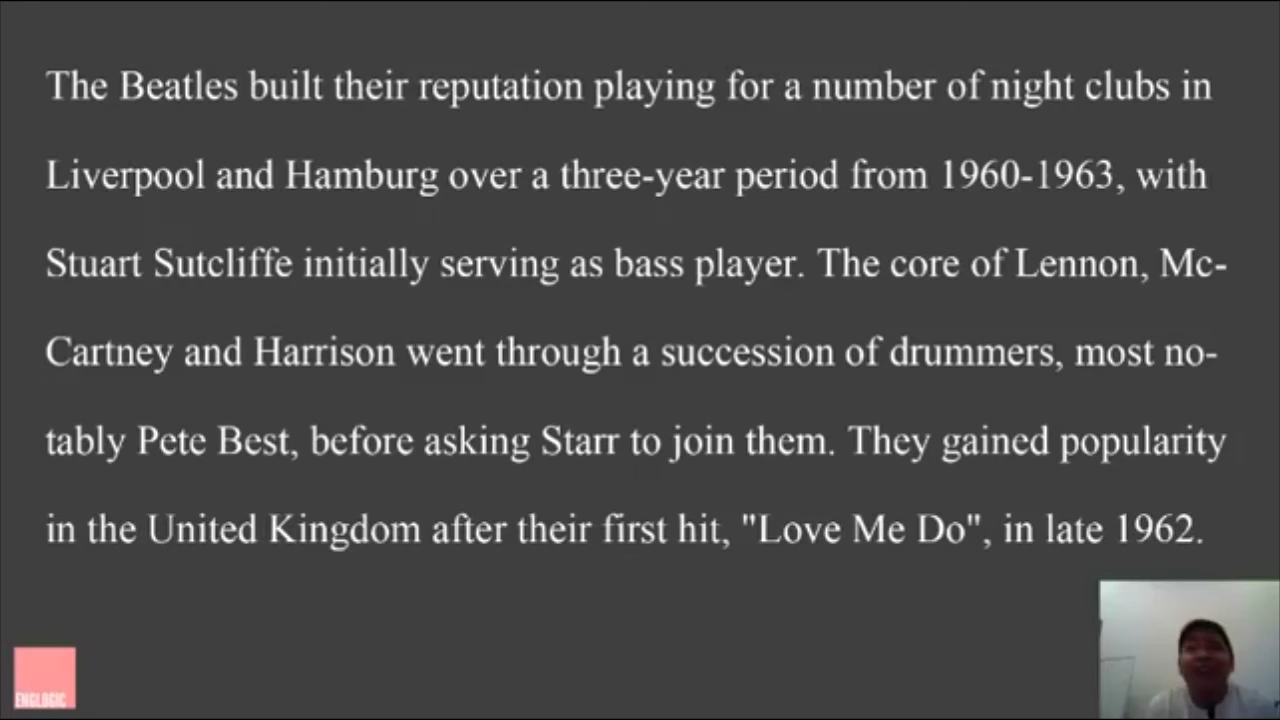 The Beatles built their reputation playing for a number of night clubs in
Liverpool and Hamburg over a three-year period from 1960-1963, with
Stuart Sutcliffe initially serving as bass player. The core of Lennon, Mc-
Cartney and Harrison went through a succession of drummers, most no-
tably Pete Best, before asking Starr to join them. They gained popularity
in the United Kingdom after their first hit, "Love Me Do", in late 1962.
ENGLOGIC